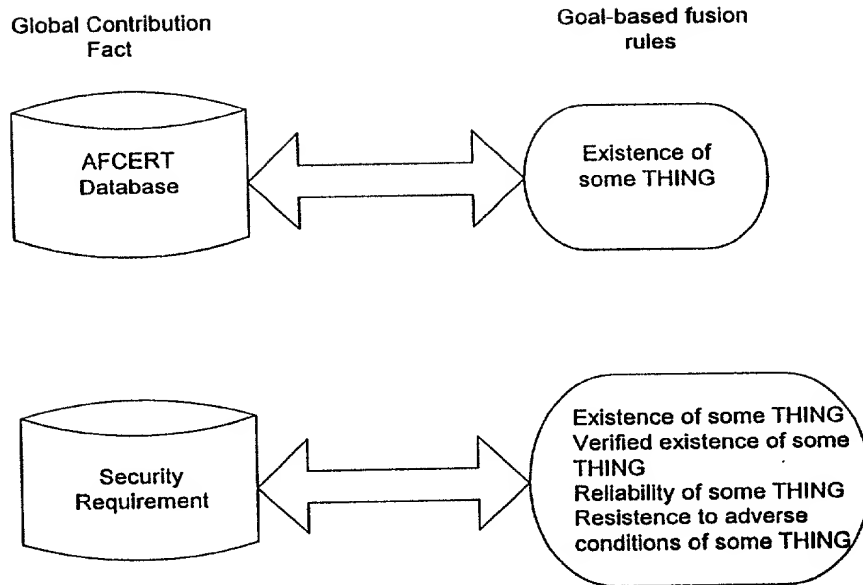 Global Contribution
Fact
Goal-based fusion
rules
AFCERT
Database
Existence of
some THING
Security
Requirement
Existence of some THING
Verified existence of some
THING
Reliability of some THING
Resistence to adverse
conditions of some THING